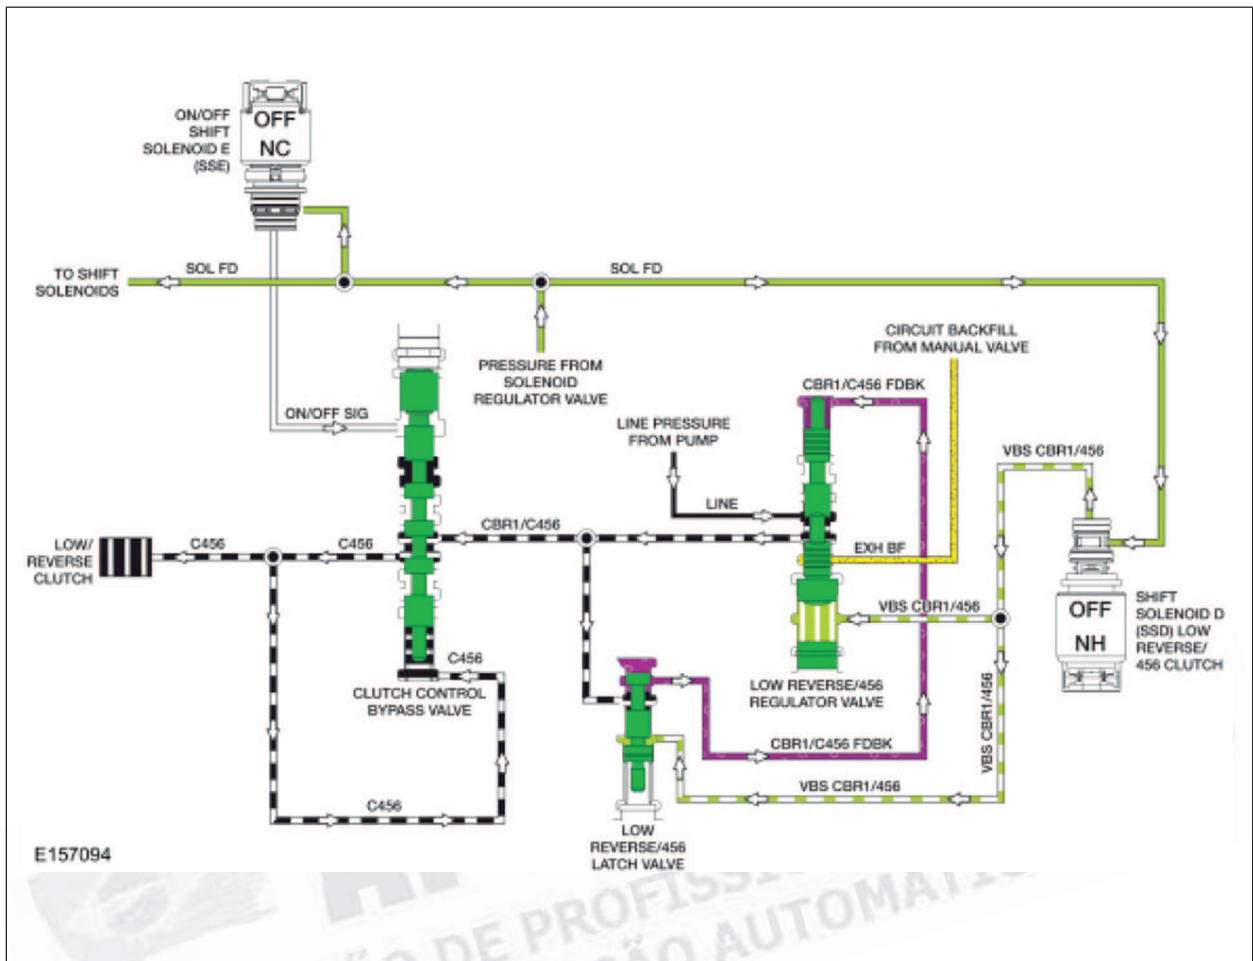 ON/OFF
SHIFT
SOLENOID E
(SSE)
OFF
NC
TO SHIFT
SOLENOIDS
SOL FD
SOL FD
PRESSURE FROM
SOLENOID
REGULATOR VALVE
CIRCUIT BACKFILL
FROM MANUAL VALVE
CBR1/C456 FDBK
ON/OFF SIG
LINE PRESSURE
FROM PUMP
VBS CBR1/456
LINE
LOW/
REVERSE
CLUTCH
C456
C456
CBR1/C456
EXH BF
VBS CBR1/456
OFF
NH
SHIFT
SOLENOID D
(SSD) LOW
REVERSE/
456 CLUTCH
C456
CLUTCH CONTROL
BYPASS VALVE
LOW REVERSE/456
REGULATOR VALVE
VBS CBR1/456
CBR1/C456 FDBK
VBS CBR1/456
C456
LOW
REVERSE/456
LATCH VALVE
E157094
ÃO DE PROFISSI
AUTOMATIC